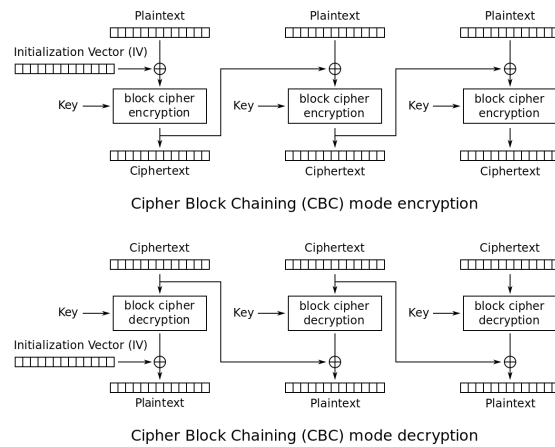 Plaintext Plaintext Plaintext
Initialization Vector (IV)
Key block cipher encryption Key block cipher encryption Key block cipher encryption
Ciphertext Ciphertext Ciphertext
Cipher Block Chaining (CBC) mode encryption
Ciphertext Ciphertext Ciphertext
Key block cipher decryption Key block cipher decryption Key block cipher decryption
Initialization Vector (IV)
Plaintext Plaintext Plaintext
Cipher Block Chaining (CBC) mode decryption